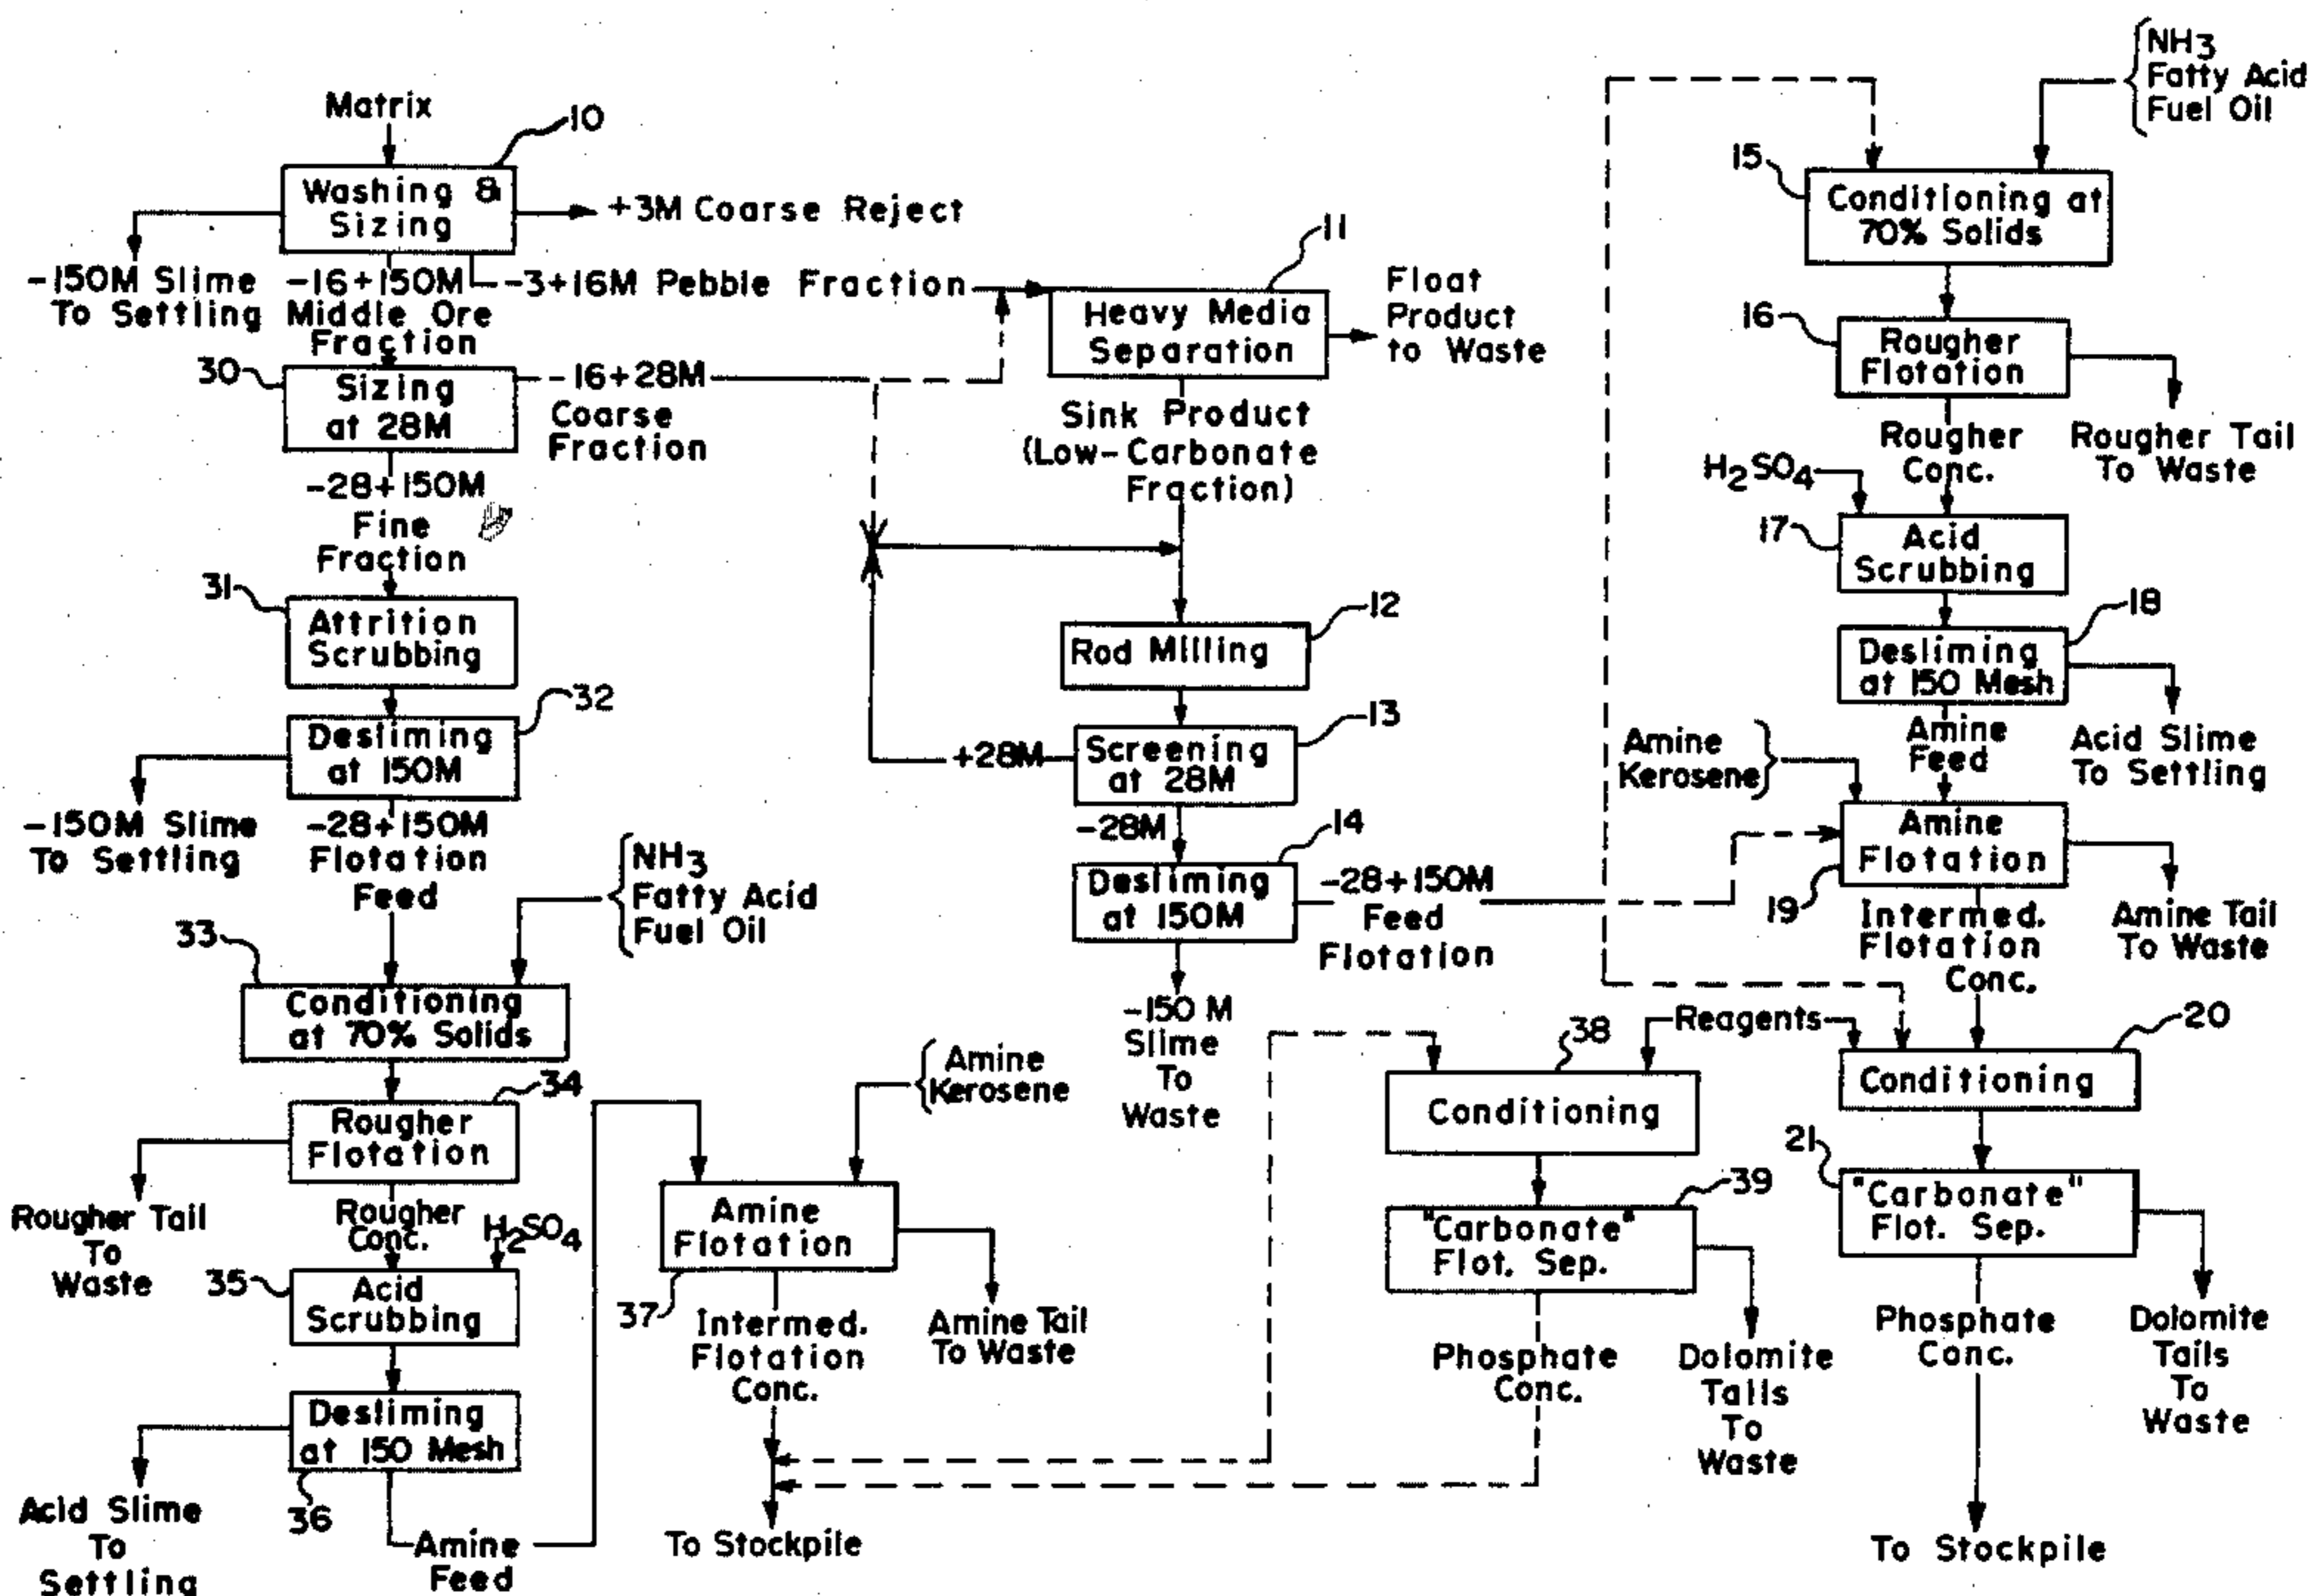 Matrix
10
Washing &
Sizing
+3M Coarse Reject
-150M Slime
To Settling
-16+150M
Middle Ore
Fraction
-3+16M Pebble Fraction
11
Heavy Media
Separation
Float
Product
to Waste
30
Sizing
at 28M
-16+28M
Coarse
Fraction
Sink Product
(Low-Carbonate
Fraction)
-28+150M
Fine
Fraction
31
Attrition
Scrubbing
32
Desliming
at 150M
-150M Slime
To Settling
-28+150M
Flotation
Feed
NH3
Fatty Acid
Fuel Oil
33
Conditioning
at 70% Solids
34
Rougher
Flotation
Rougher Tail
To
Waste
Rougher
Conc.
H2SO4
35
Acid
Scrubbing
Desliming
at 150 Mesh
36
Acid Slime
To
Settling
Amine
Feed
Amine
Kerosene
Amine
Flotation
37
Intermed.
Flotation
Conc.
Amine Tail
To Waste
To Stockpile
12
Rod Milling
13
Screening
at 28M
+28M
-28M
14
Desliming
at 150M
-28+150M
Feed
Flotation
-150 M
Slime
To
Waste
38
Reagents
Conditioning
39
"Carbonate"
Flot. Sep.
Phosphate
Conc.
Dolomite
Tails
To
Waste
NH3
Fatty Acid
Fuel Oil
15
Conditioning at
70% Solids
16
Rougher
Flotation
Rougher
Conc.
Rougher Tail
To Waste
H2SO4
17
Acid
Scrubbing
18
Desliming
at 150 Mesh
Amine
Feed
Acid Slime
To Settling
Amine
Kerosene
Amine
Flotation
19
Intermed.
Flotation
Conc.
Amine Tail
To Waste
20
Conditioning
21
"Carbonate"
Flot. Sep.
Phosphate
Conc.
Dolomite
Tails
To
Waste
To Stockpile